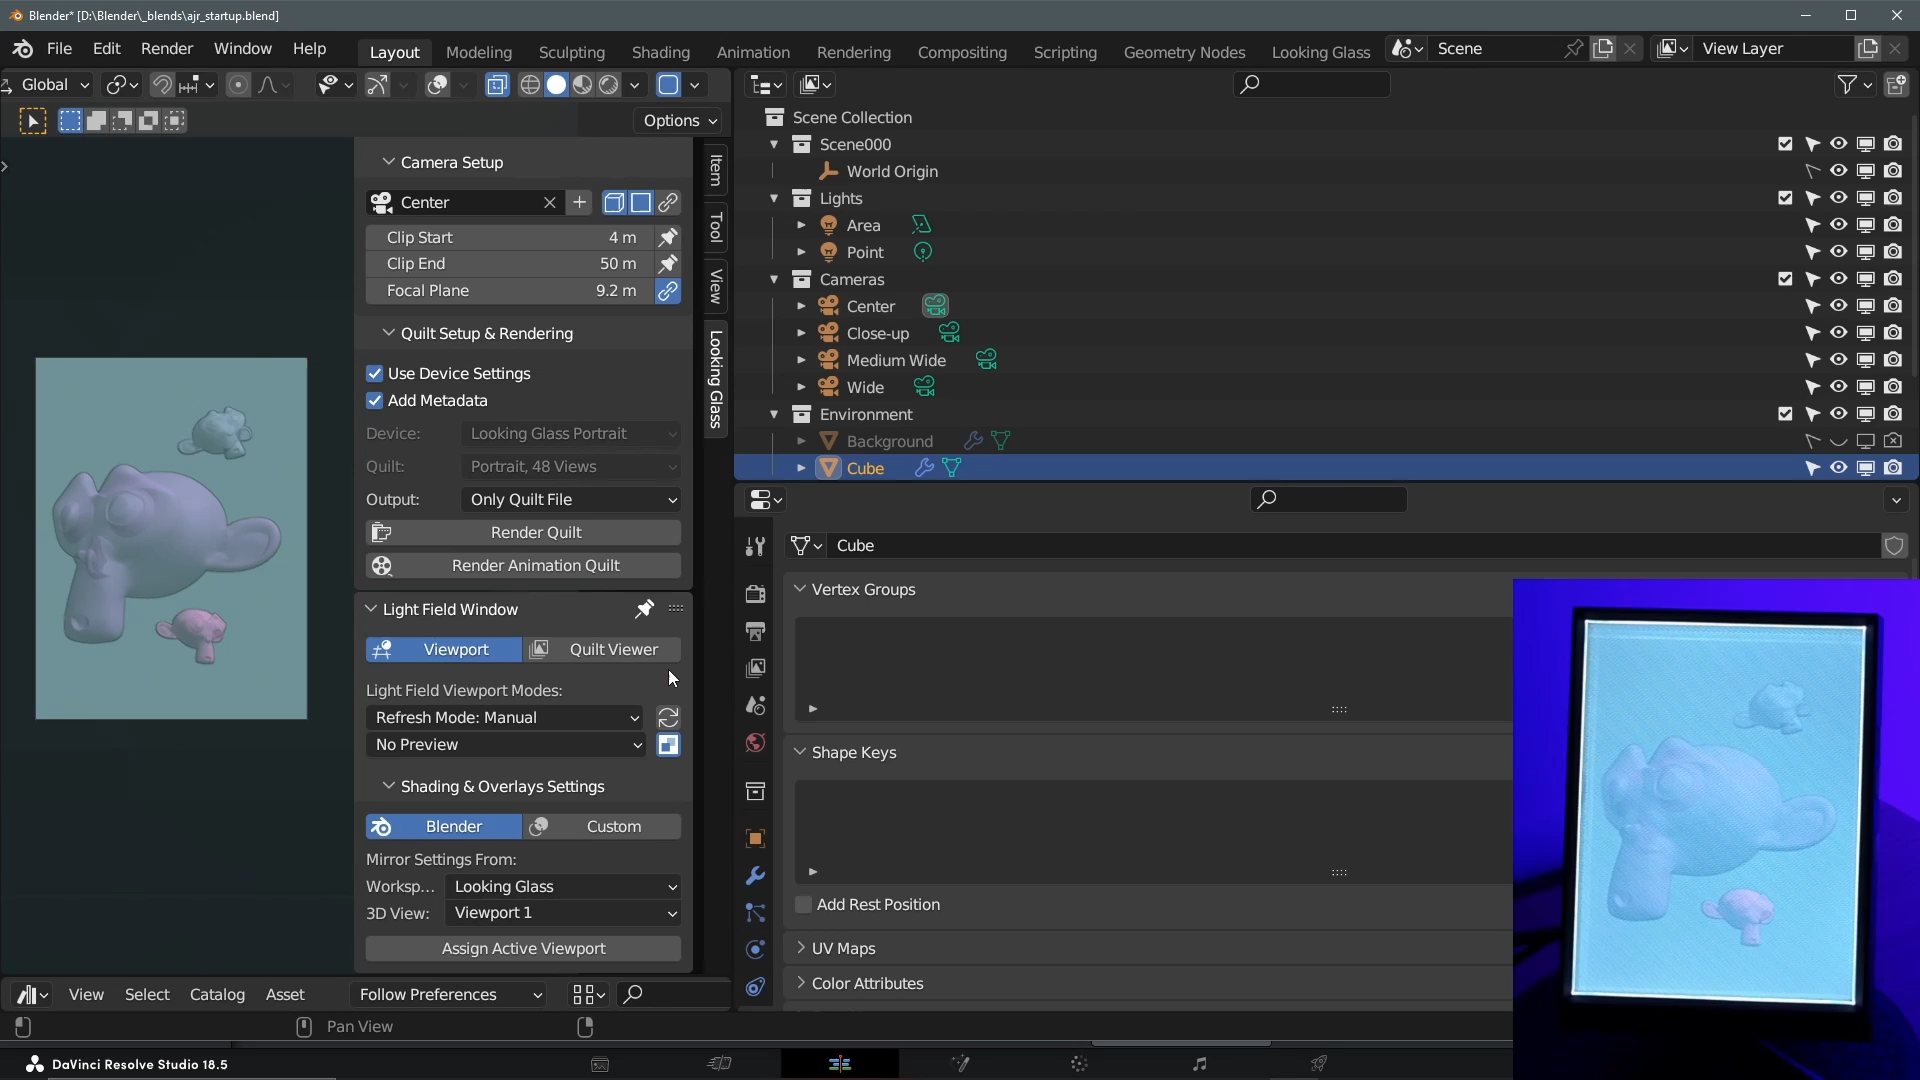 Blender* [D:\Blender\_blends\ajr_startup.blend]
File Edit Render Window Help Layout Modeling Sculpting Shading Animation Rendering Compositing Scripting Geometry Nodes Looking Glass Scene View Layer
Global
Options
Camera Setup
Center
Clip Start 4 m
Clip End 50 m
Focal Plane 9.2 m
Quilt Setup & Rendering
Use Device Settings
Add Metadata
Device: Looking Glass Portrait
Quilt: Portrait, 48 Views
Output: Only Quilt File
Render Quilt
Render Animation Quilt
Light Field Window
Viewport Quilt Viewer
Light Field Viewport Modes:
Refresh Mode: Manual
No Preview
Shading & Overlays Settings
Blender Custom
Mirror Settings From:
Worksp... Looking Glass
3D View: Viewport 1
Assign Active Viewport
Item
Tool
View
Looking Glass
Scene Collection
Scene000
World Origin
Lights
Area
Point
Cameras
Center
Close-up
Medium Wide
Wide
Environment
Background
Cube
Cube
Vertex Groups
Shape Keys
Add Rest Position
UV Maps
Color Attributes
View Select Catalog Asset Follow Preferences
Pan View
DaVinci Resolve Studio 18.5